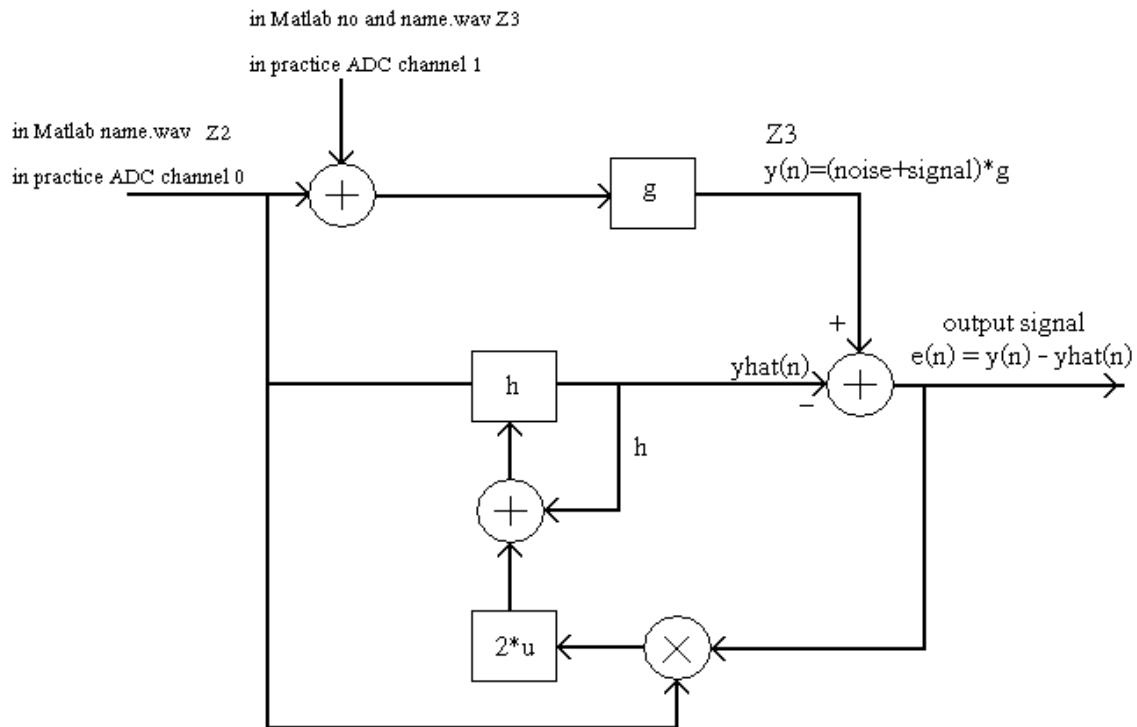 in Matlab no and name.wav Z3
in practice ADC channel 1
in Matlab name.wav Z2
in practice ADC channel 0
+
g
Z3
y(n)=(noise+signal)*g
+
output signal
e(n) = y(n) - yhat(n)
h
yhat(n)
+
−
h
+
2*u
×